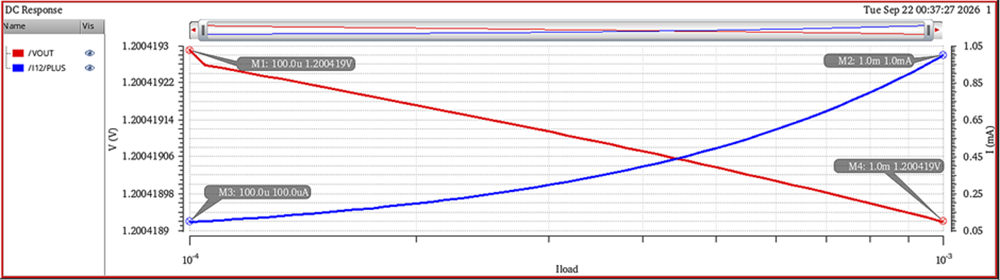 DC Response Tue Sep 22 00:37:27 2026 1
Name Vis
/VOUT
/I12/PLUS
V (V)
1.2004193
1.20041922
1.20041914
1.20041906
1.20041898
1.2004189
M1: 100.0u 1.200419V
M2: 1.0m 1.0mA
M3: 100.0u 100.0uA
M4: 1.0m 1.200419V
1.05
0.85
0.65
0.45
0.25
0.05
I (mA)
10-4 10-3
Iload